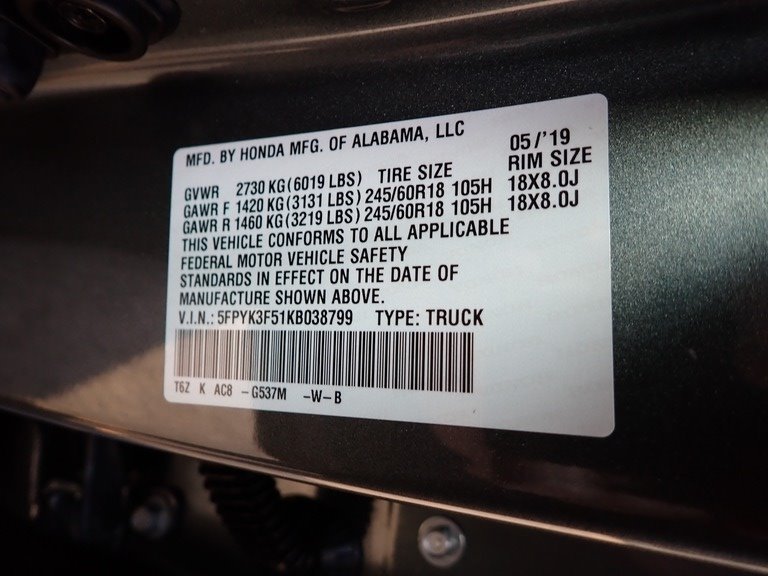 MFD. BY HONDA MFG. OF ALABAMA, LLC 05/'19
GVWR 2730 KG (6019 LBS) TIRE SIZE RIM SIZE
GAWR F 1420 KG (3131 LBS) 245/60R18 105H 18X8.0J
GAWR R 1460 KG (3219 LBS) 245/60R18 105H 18X8.0J
THIS VEHICLE CONFORMS TO ALL APPLICABLE
FEDERAL MOTOR VEHICLE SAFETY
STANDARDS IN EFFECT ON THE DATE OF
MANUFACTURE SHOWN ABOVE.
V.I.N.: 5FPYK3F51KB038799 TYPE: TRUCK
T6Z K AC8 -G537M -W-B